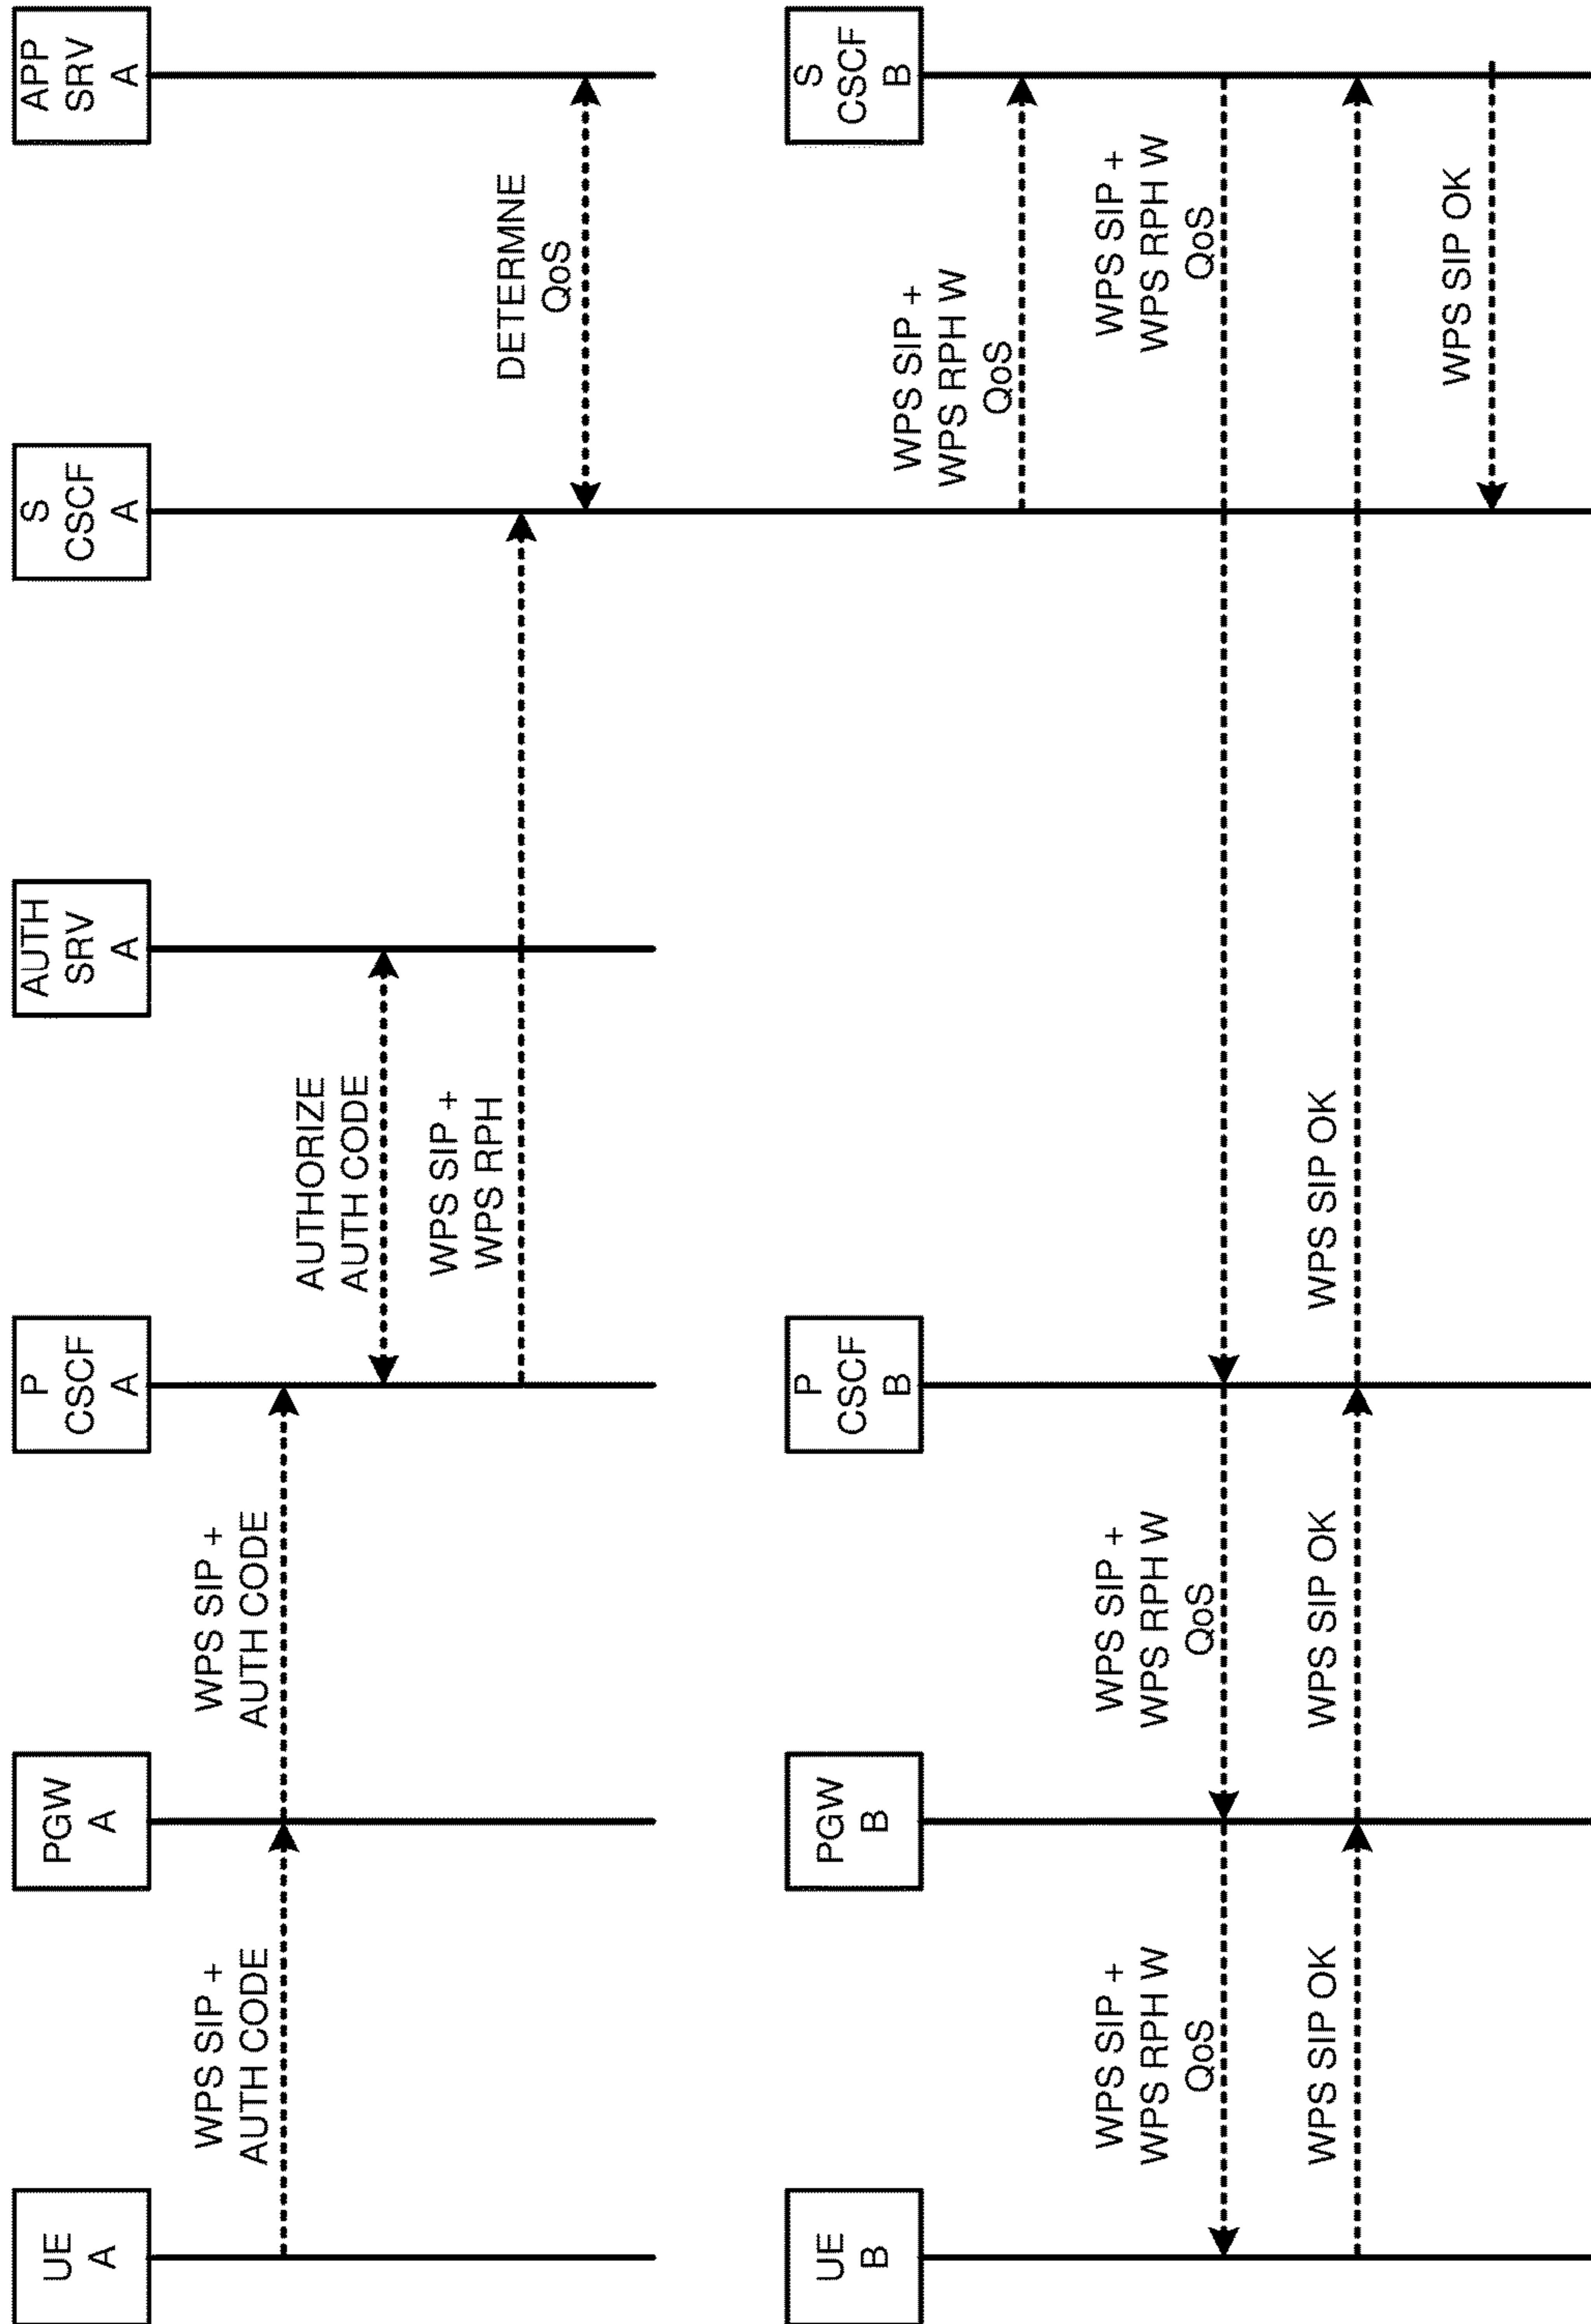 UE
A
PGW
A
P
CSCF
A
AUTH
SRV
A
S
CSCF
A
APP
SRV
A
WPS SIP +
AUTH CODE
WPS SIP +
AUTH CODE
AUTHORIZE
AUTH CODE
WPS SIP +
WPS RPH
DETERMNE
QoS
UE
B
PGW
B
P
CSCF
B
S
CSCF
B
WPS SIP +
WPS RPH W
QoS
WPS SIP +
WPS RPH W
QoS
WPS SIP +
WPS RPH W
QoS
WPS SIP +
WPS RPH W
QoS
WPS SIP OK
WPS SIP OK
WPS SIP OK
WPS SIP OK